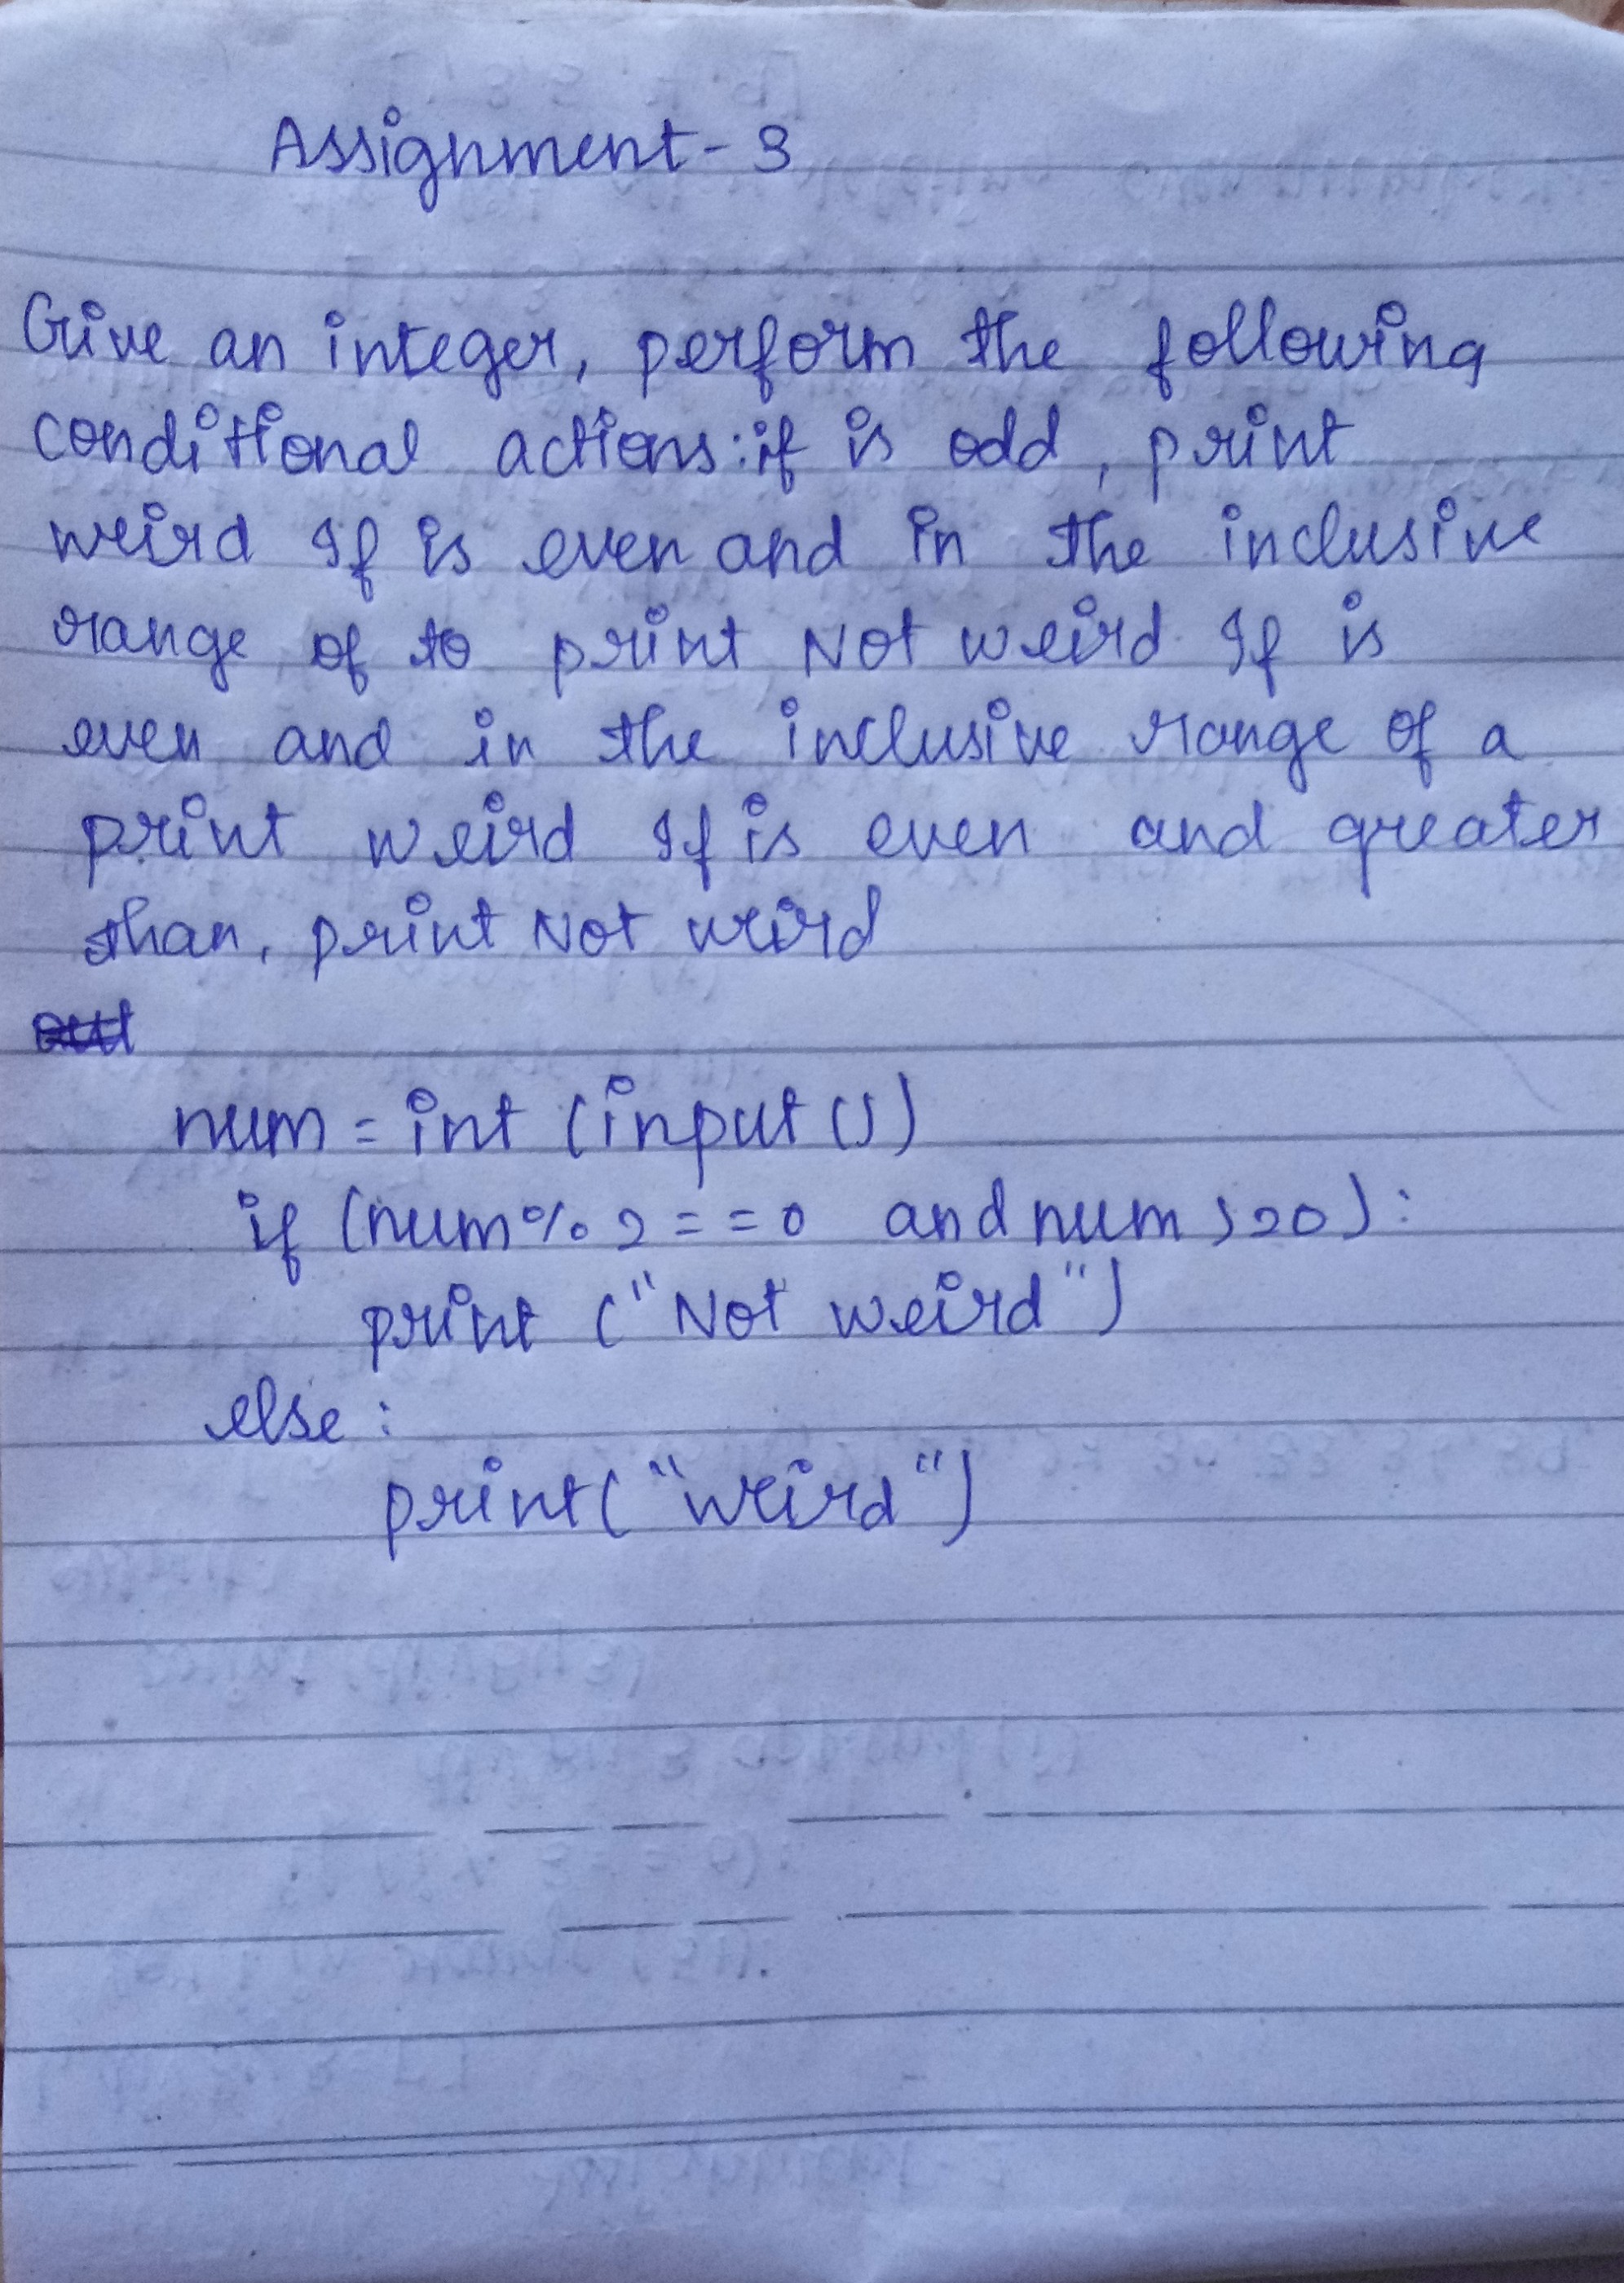 Assignment - 3
Give an integer, perform the following
conditional actions: if is odd, print
weird If is even and in the inclusive
range of to print Not weird If is
even and in the inclusive range of a
print weird If is even and greater
than, print Not weird
num = int (input ())
if (num % 2 == 0 and num > 20):
print ("Not weird")
else:
print ("weird")